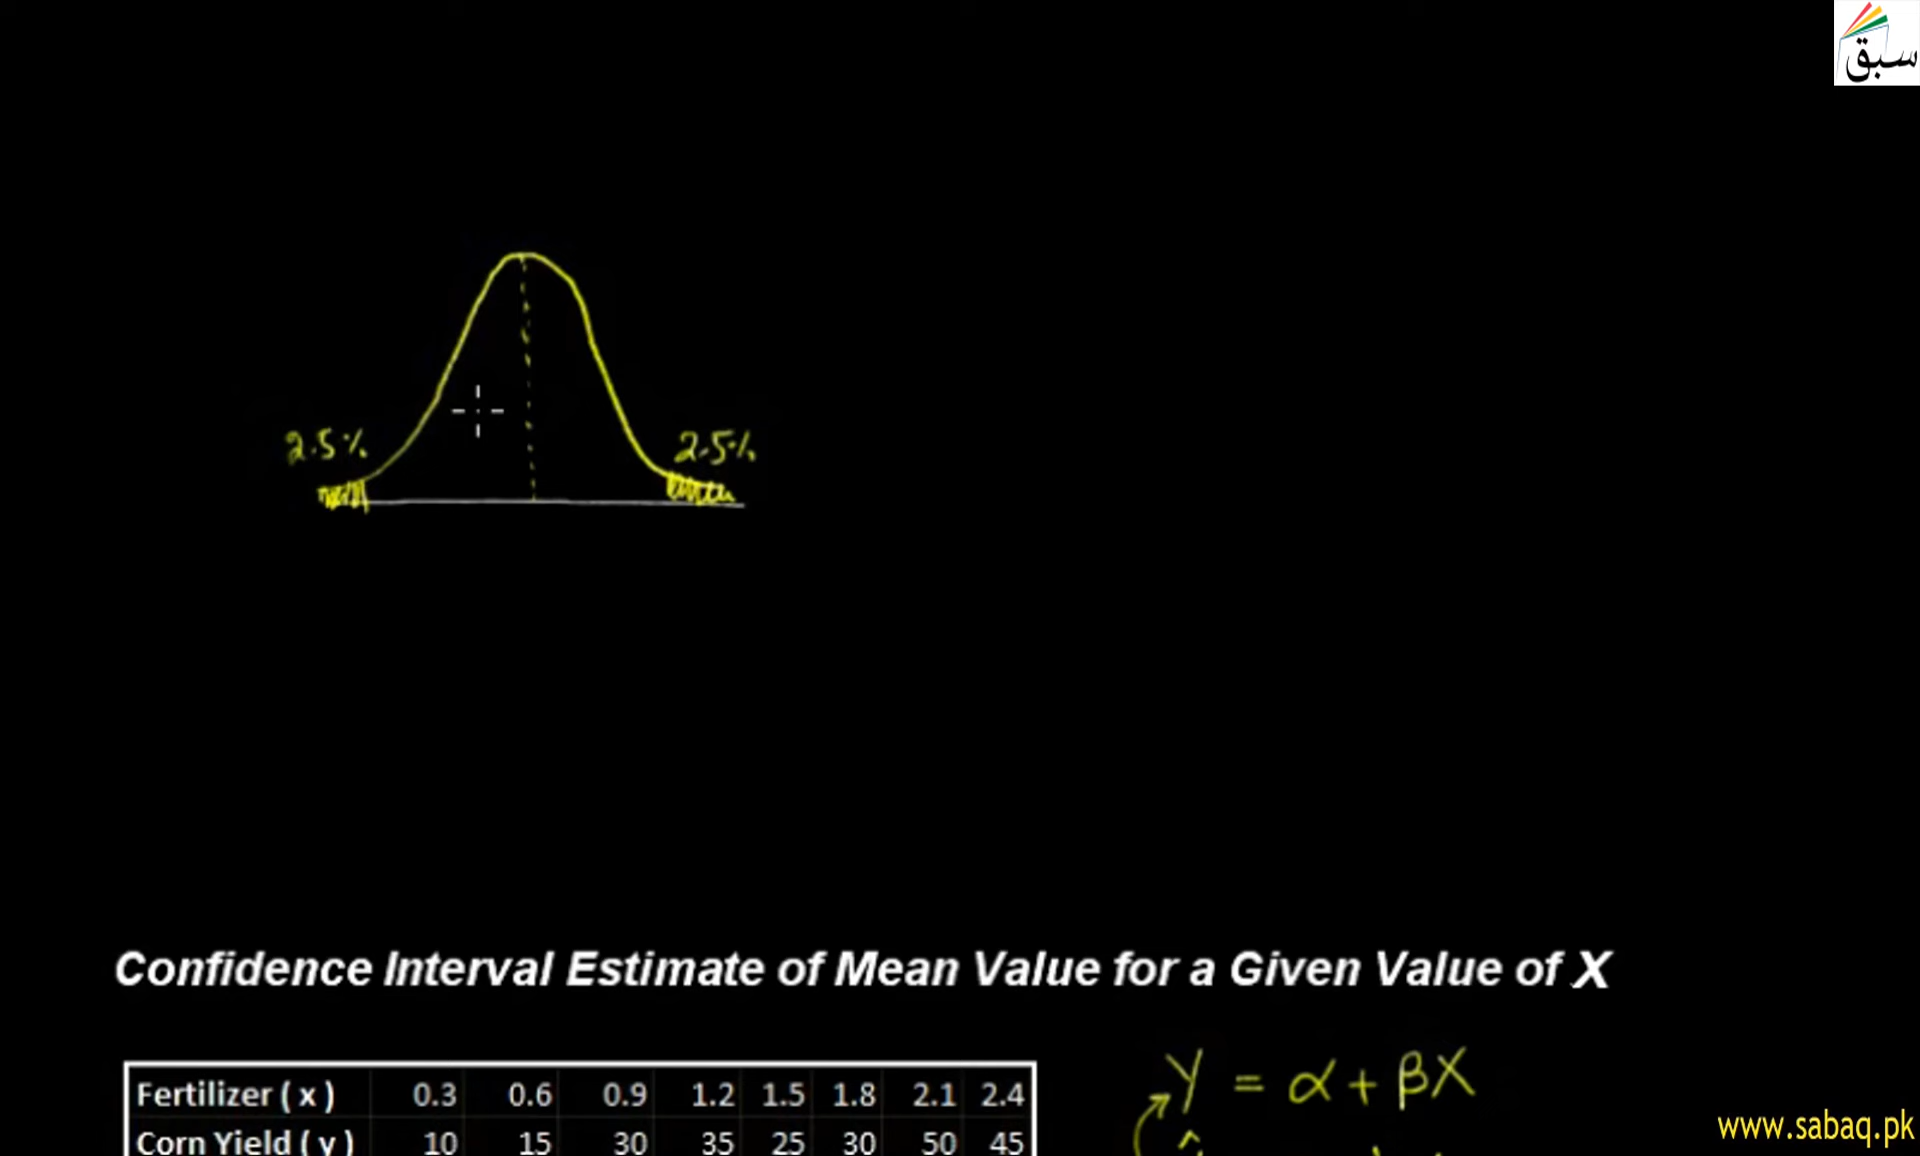 سبق
2.5% 2.5%
Confidence Interval Estimate of Mean Value for a Given Value of X
Fertilizer ( x ) 0.3 0.6 0.9 1.2 1.5 1.8 2.1 2.4
Corn Yield ( y ) 10 15 30 35 25 30 50 45
Y = α + βX
www.sabaq.pk